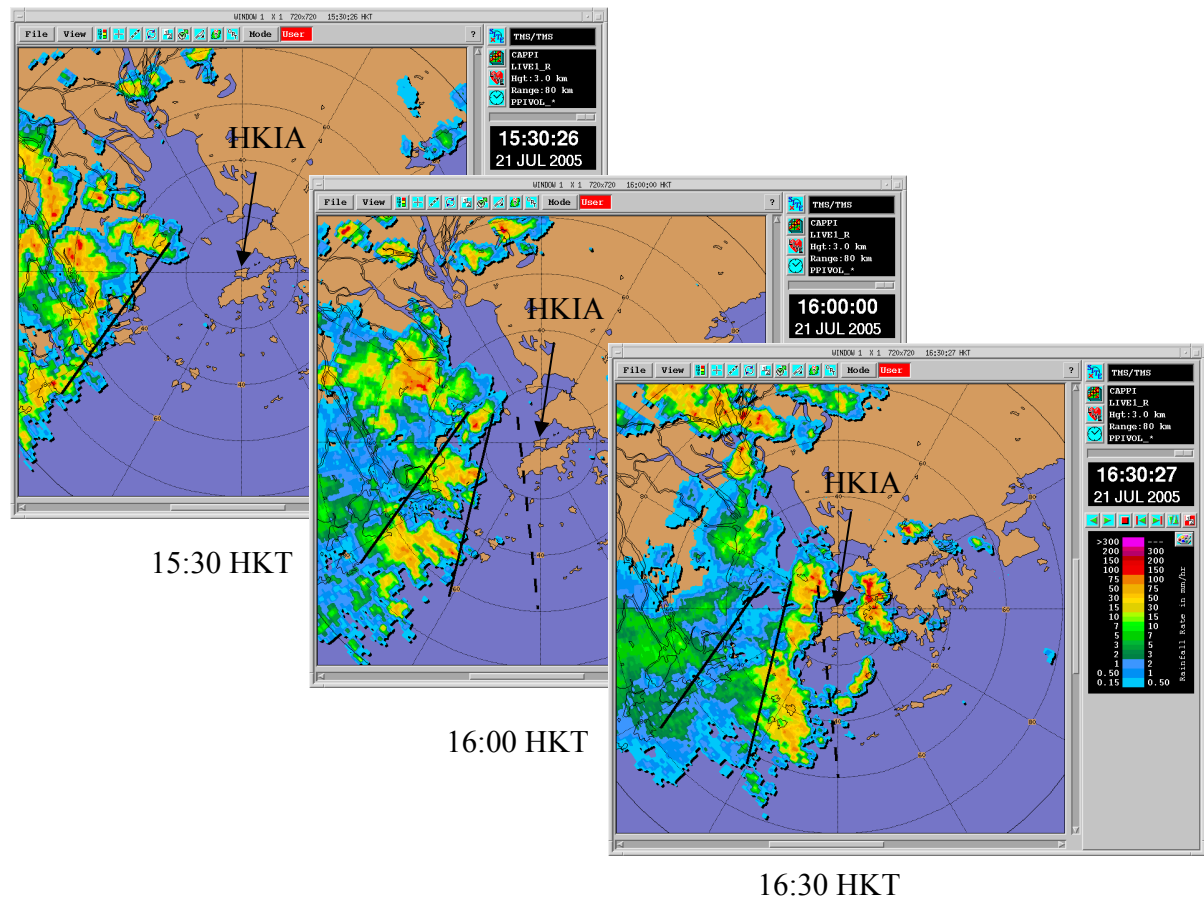 WINDOW 1 X 1 720x720 15:30:26 HKT
File View Mode User ?
TMS/TMS
CAPPI
LIVE1_R
Hgt:3.0 km
Range:80 km
PPIVOL_*
15:30:26
21 JUL 2005
HKIA
15:30 HKT
WINDOW 1 X 1 720x720 16:00:00 HKT
File View Mode User ?
TMS/TMS
CAPPI
LIVE1_R
Hgt:3.0 km
Range:80 km
PPIVOL_*
16:00:00
21 JUL 2005
HKIA
16:00 HKT
WINDOW 1 X 1 720x720 16:30:27 HKT
File View Mode User ?
TMS/TMS
CAPPI
LIVE1_R
Hgt:3.0 km
Range:80 km
PPIVOL_*
16:30:27
21 JUL 2005
HKIA
>300 ---
200 300
150 200
100 150
75 100
50 75
30 50
15 30
10 15
7 10
5 7
3 5
2 3
1 2
0.50 1
0.15 0.50
Rainfall Rate in mm/hr
16:30 HKT